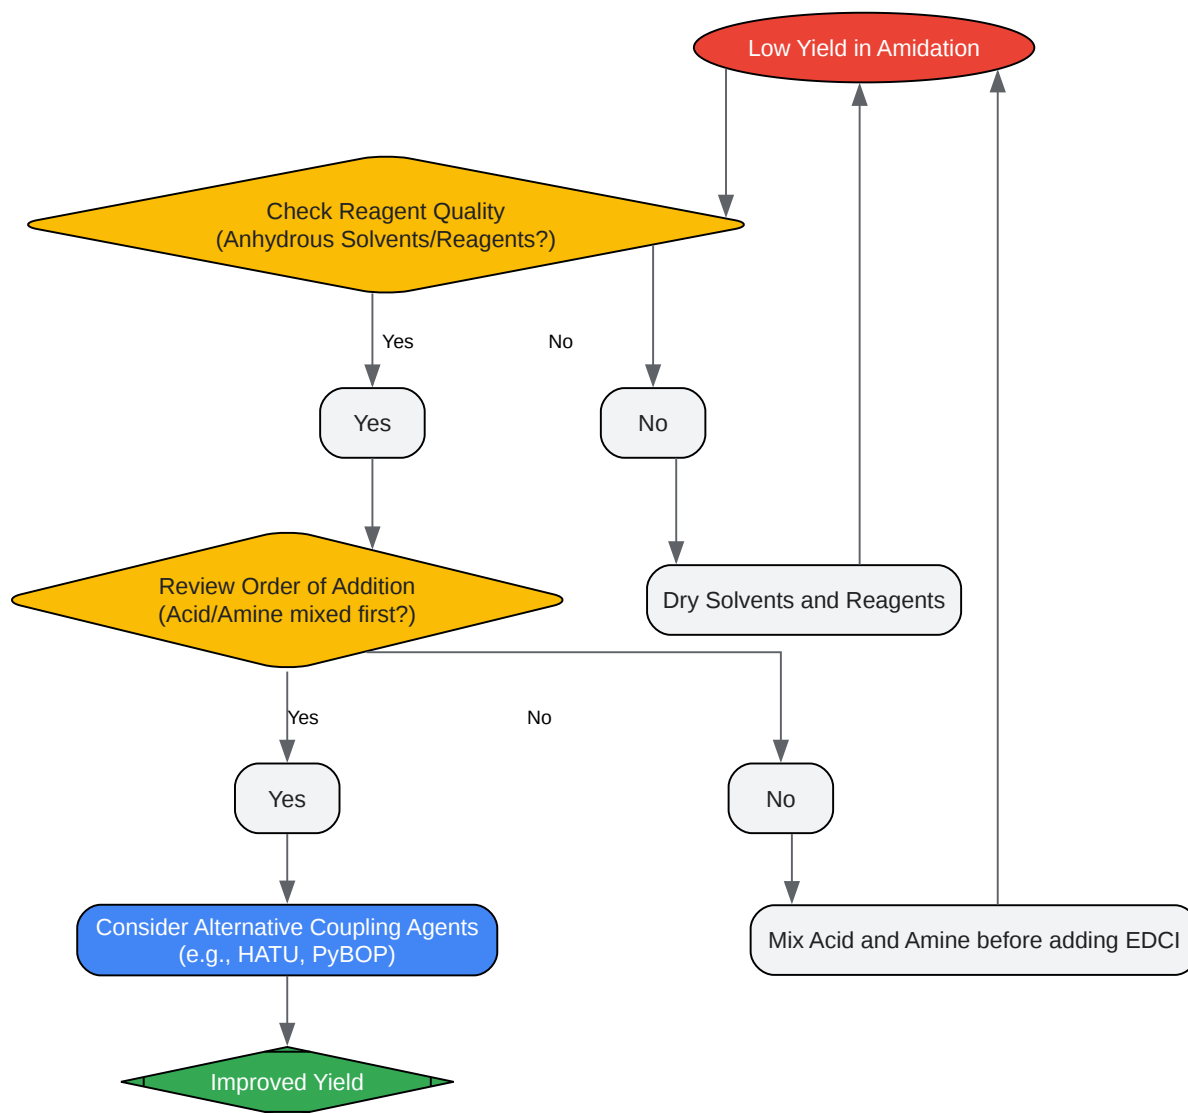 Low Yield in Amidation
Check Reagent Quality
(Anhydrous Solvents/Reagents?)
Yes
No
Yes
No
Review Order of Addition
(Acid/Amine mixed first?)
Dry Solvents and Reagents
Yes
No
Yes
No
Consider Alternative Coupling Agents
(e.g., HATU, PyBOP)
Mix Acid and Amine before adding EDCI
Improved Yield